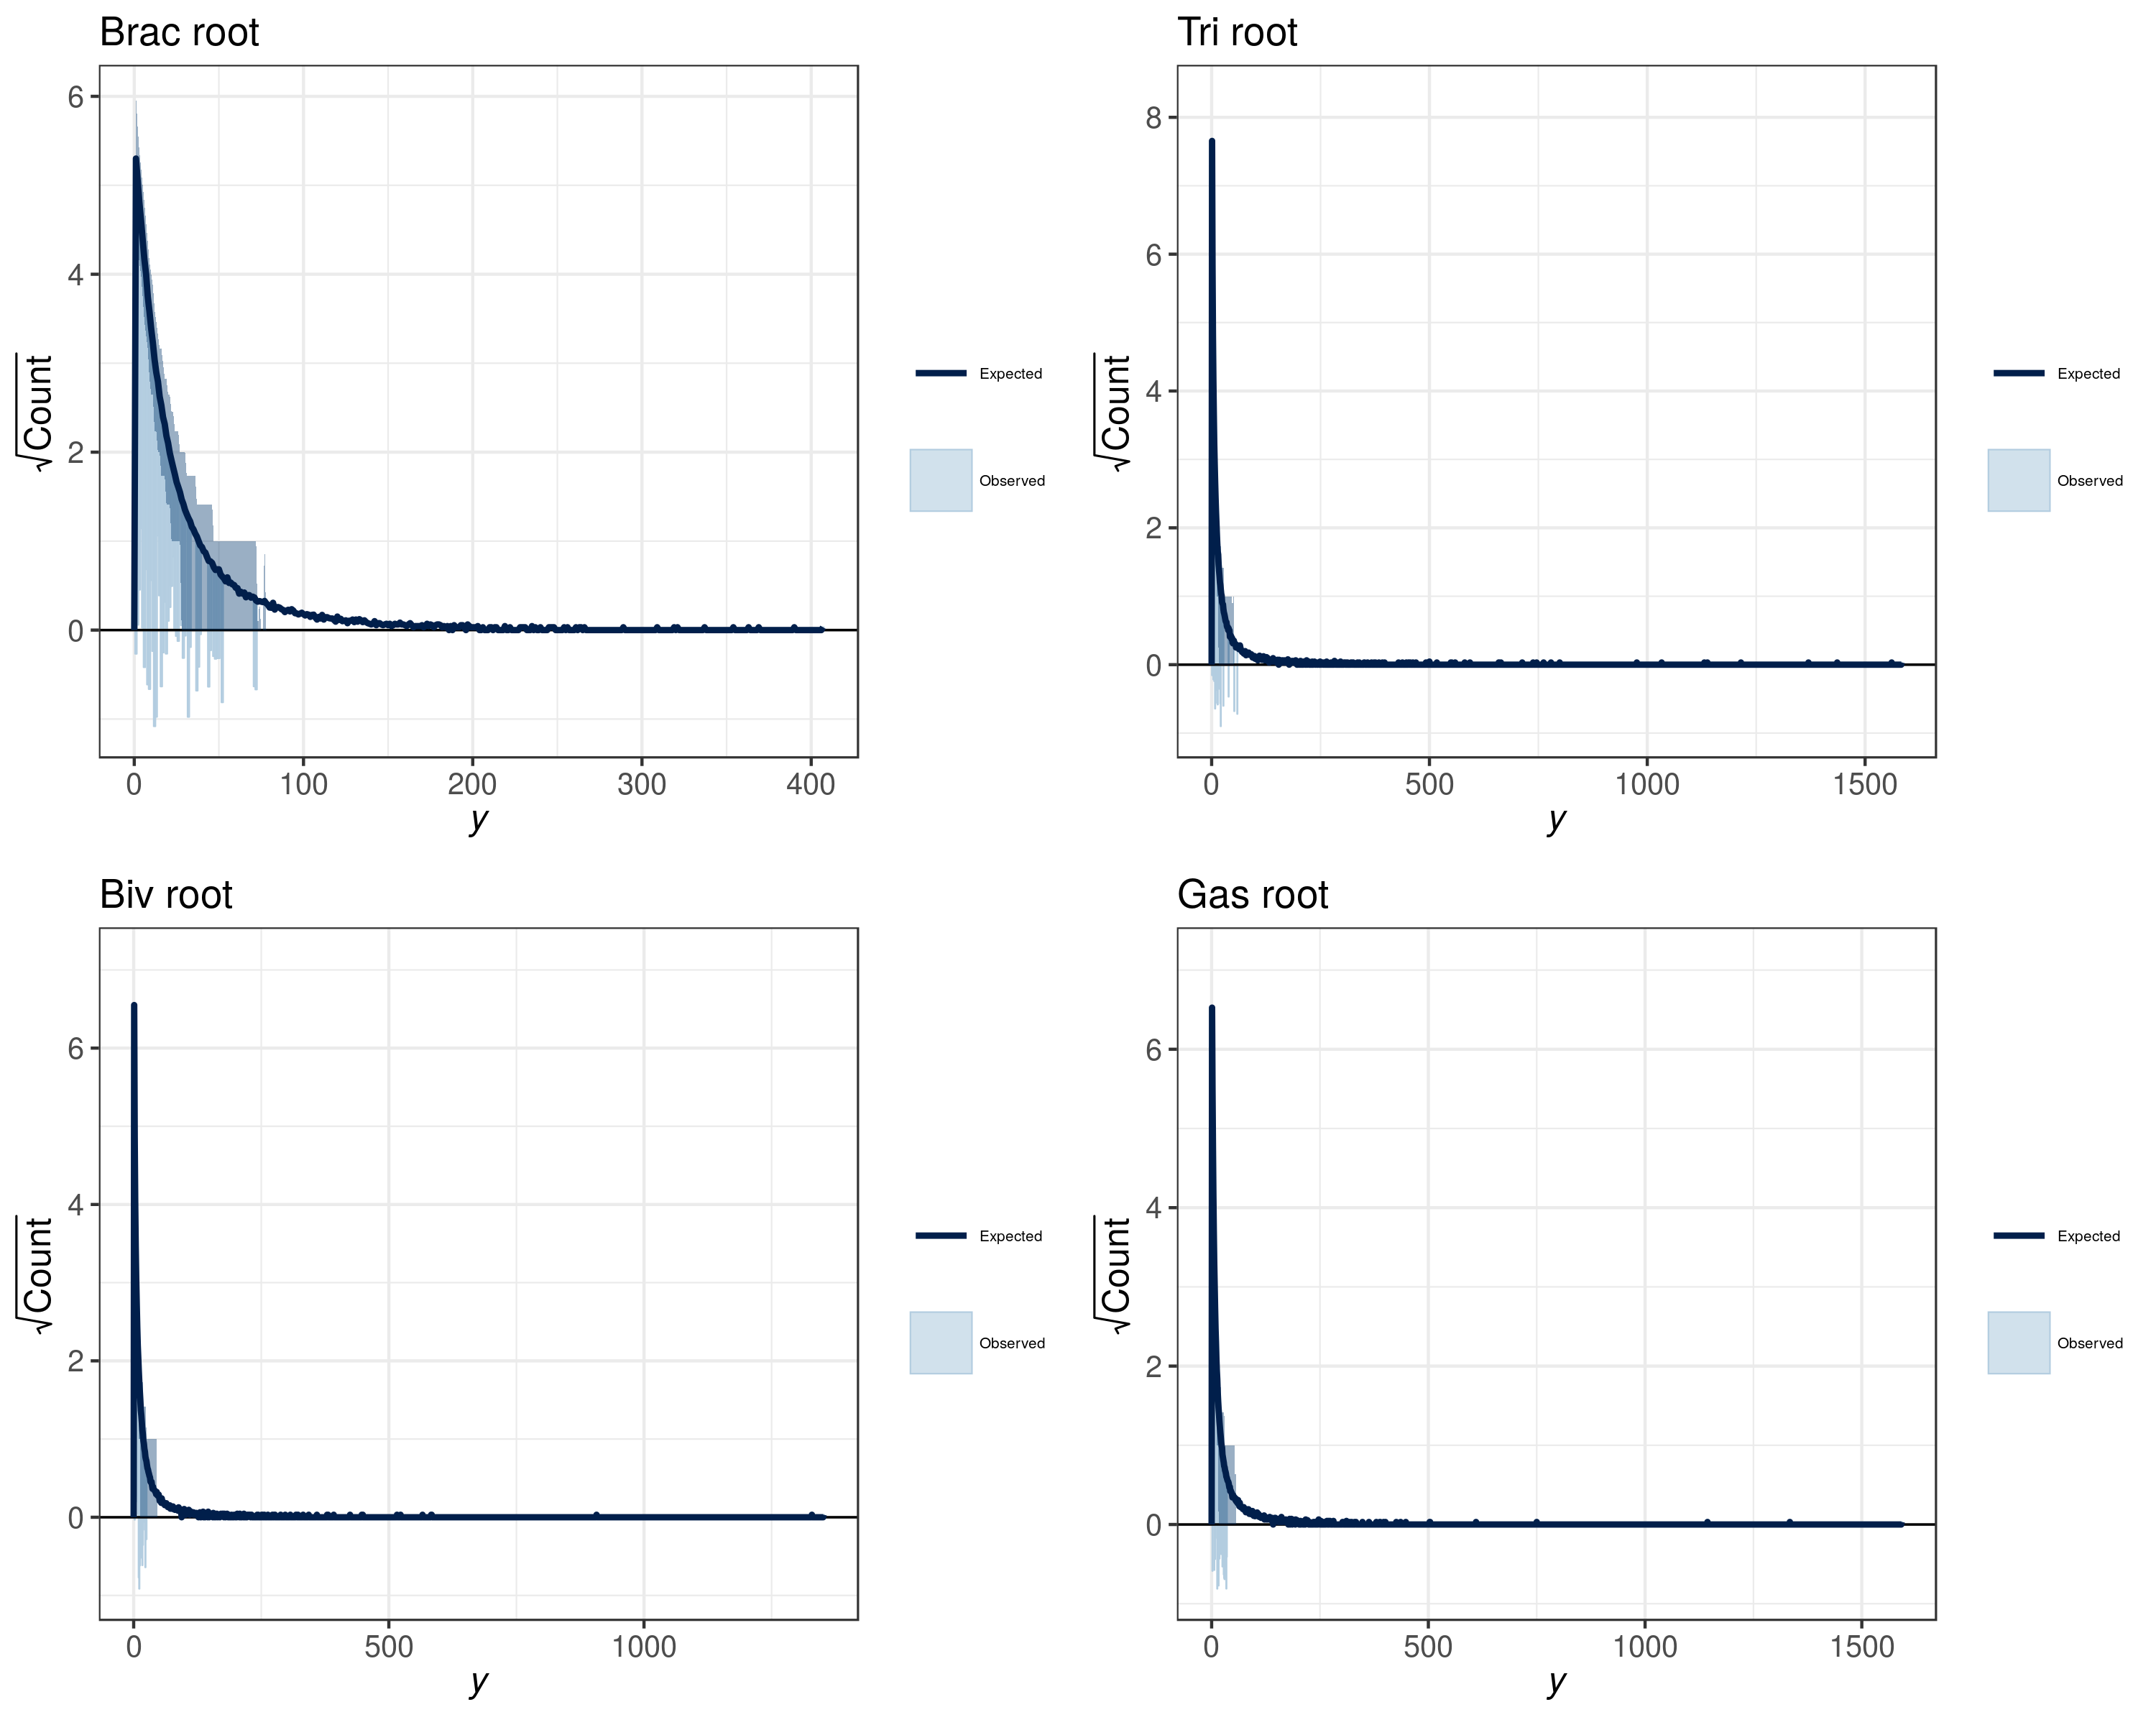 Brac root
6
4
2
0
0 100 200 300 400
√Count
y
Expected
Observed
Tri root
8
6
4
2
0
0 500 1000 1500
√Count
y
Expected
Observed
Biv root
6
4
2
0
0 500 1000
√Count
y
Expected
Observed
Gas root
6
4
2
0
0 500 1000 1500
√Count
y
Expected
Observed